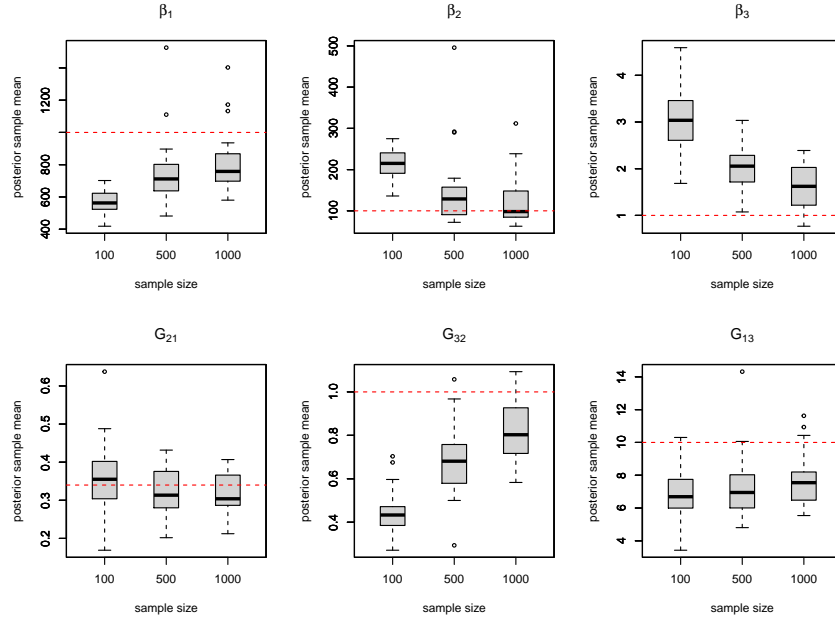 β1
β2
β3
posterior sample mean
400 600 800 1200
100 500 1000
sample size
posterior sample mean
100 200 300 400 500
100 500 1000
sample size
posterior sample mean
1 2 3 4
100 500 1000
sample size
G21
G32
G13
posterior sample mean
0.2 0.3 0.4 0.5 0.6
100 500 1000
sample size
posterior sample mean
0.4 0.6 0.8 1.0
100 500 1000
sample size
posterior sample mean
4 6 8 10 12 14
100 500 1000
sample size